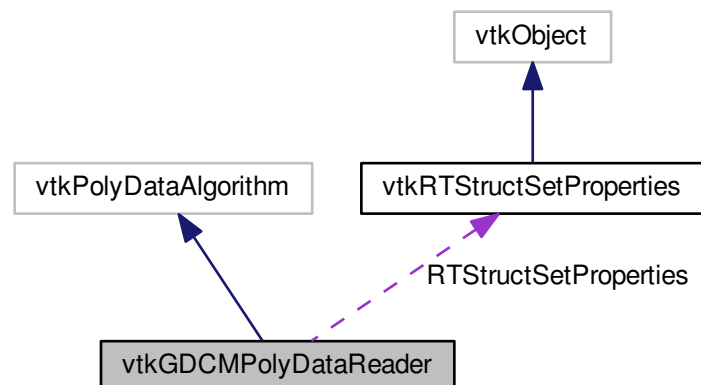 vtkObject
vtkPolyDataAlgorithm
vtkRTStructSetProperties
RTStructSetProperties
vtkGDCMPolyDataReader